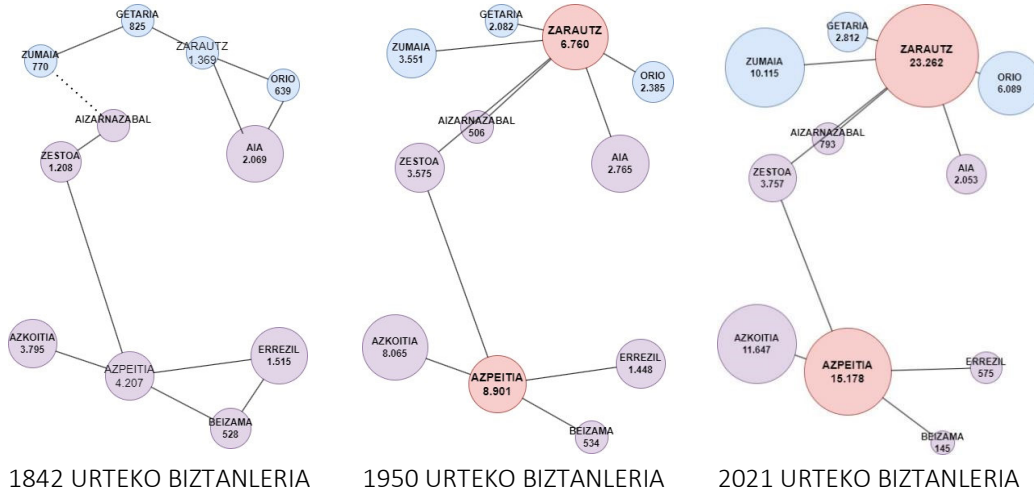 GETARIA
825
ZARAUTZ
1.369
ZUMAIA
770
ORIO
639
AIZARNAZABAL
AIA
2.069
ZESTOA
1.208
AZKOITIA
3.795
ERREZIL
1.515
AZPEITIA
4.207
BEIZAMA
528
1842 URTEKO BIZTANLERIA
GETARIA
2.082
ZARAUTZ
6.760
ZUMAIA
3.551
ORIO
2.385
AIZARNAZABAL
506
ZESTOA
3.575
AIA
2.765
AZKOITIA
8.065
ERREZIL
1.448
AZPEITIA
8.901
BEIZAMA
534
1950 URTEKO BIZTANLERIA
GETARIA
2.812
ZARAUTZ
23.262
ZUMAIA
10.115
ORIO
6.089
AIZARNAZABAL
793
ZESTOA
3.757
AIA
2.053
AZKOITIA
11.647
AZPEITIA
15.178
ERREZIL
575
BEIZAMA
145
2021 URTEKO BIZTANLERIA